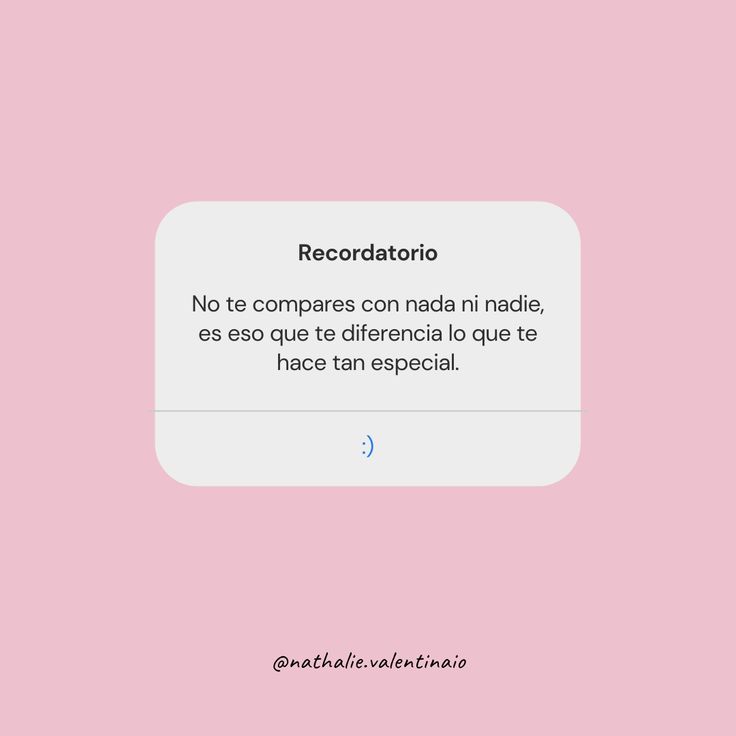 Recordatorio
No te compares con nada ni nadie,
es eso que te diferencia lo que te
hace tan especial.
:)
@nathalie.valentinaio